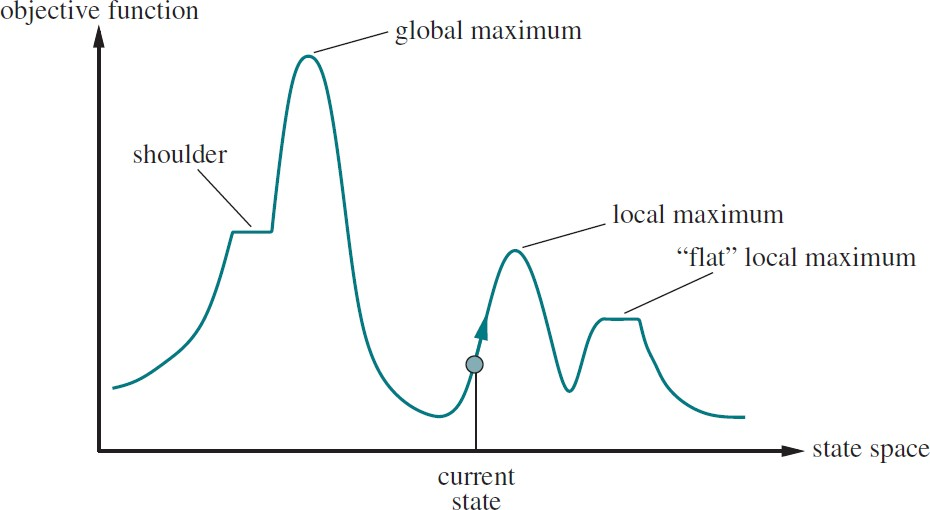 objective function
global maximum
shoulder
local maximum
“flat” local maximum
state space
current
state